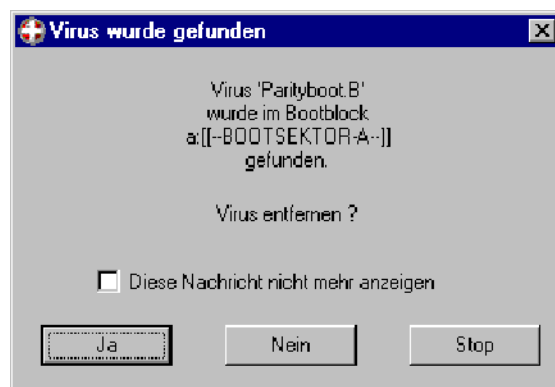 Virus wurde gefunden
Virus 'Parityboot.B'
wurde im Bootblock
a:[[--BOOTSEKTOR-A--]]
gefunden.
Virus entfernen ?
Diese Nachricht nicht mehr anzeigen
Ja Nein Stop